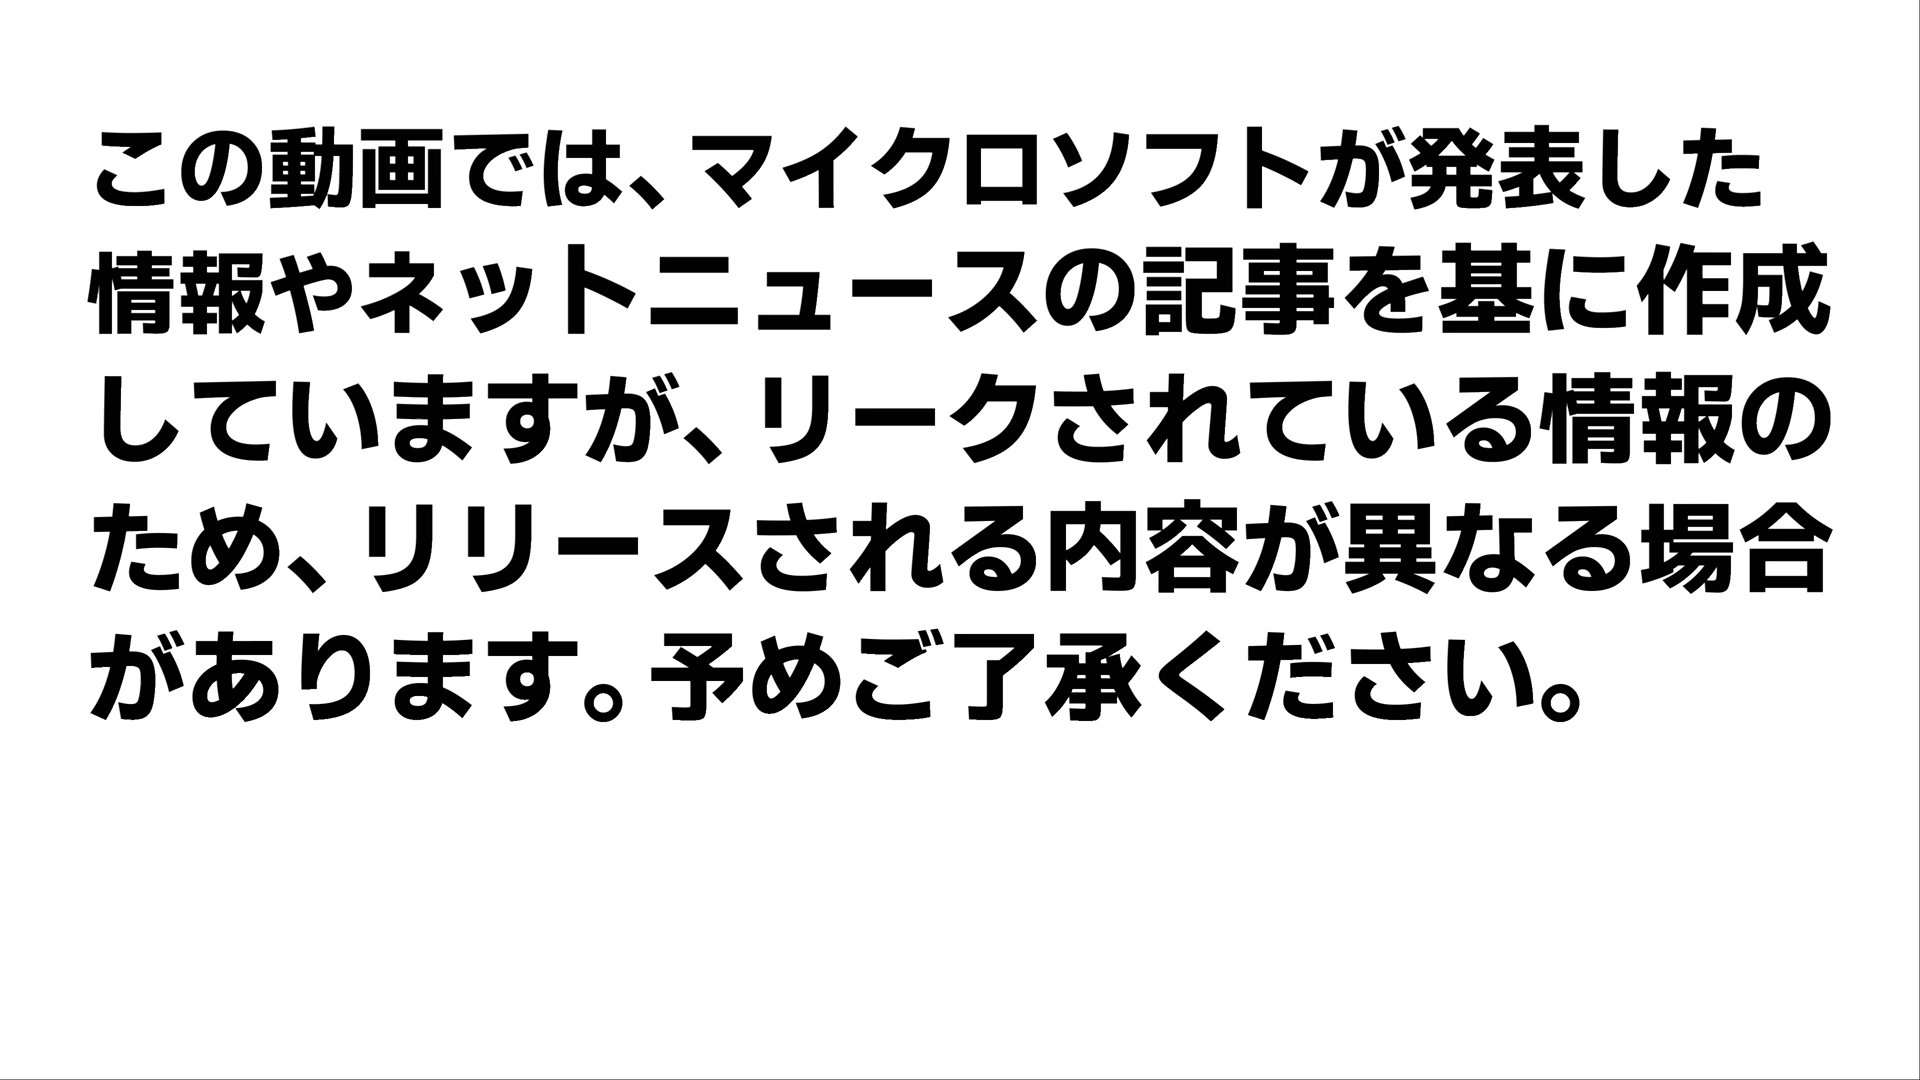 この動画では、マイクロソフトが発表した
情報やネットニュースの記事を基に作成
していますが、リークされている情報の
ため、リリースされる内容が異なる場合
があります。予めご了承ください。